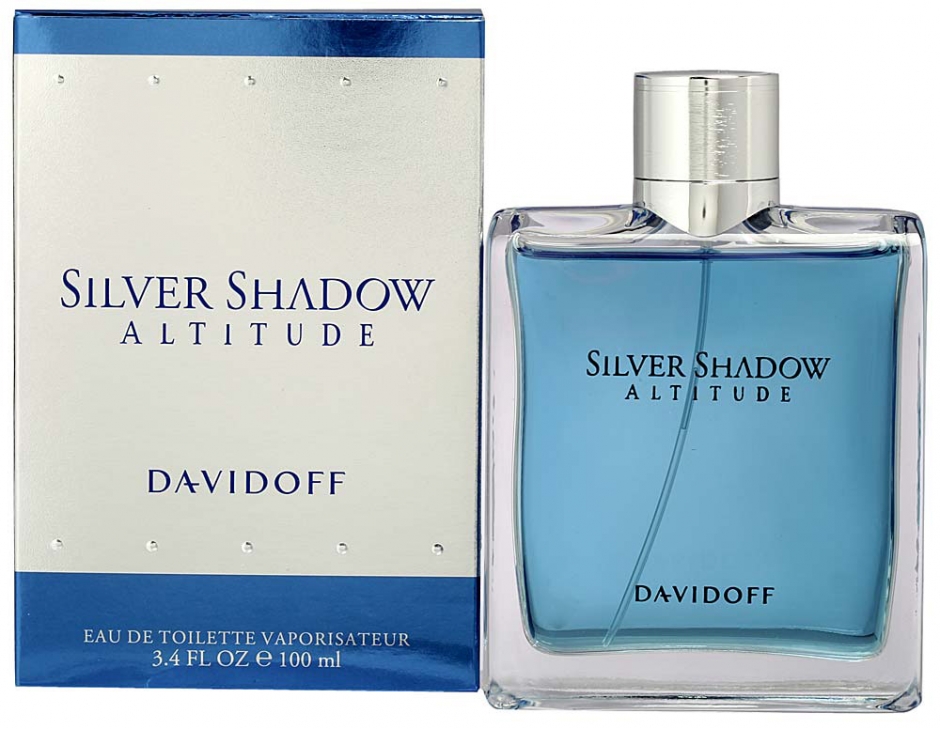 SILVER SHADOW
ALTITUDE
DAVIDOFF
EAU DE TOILETTE VAPORISATEUR
3.4 FL OZ ℮ 100 ml
SILVER SHADOW
ALTITUDE
DAVIDOFF